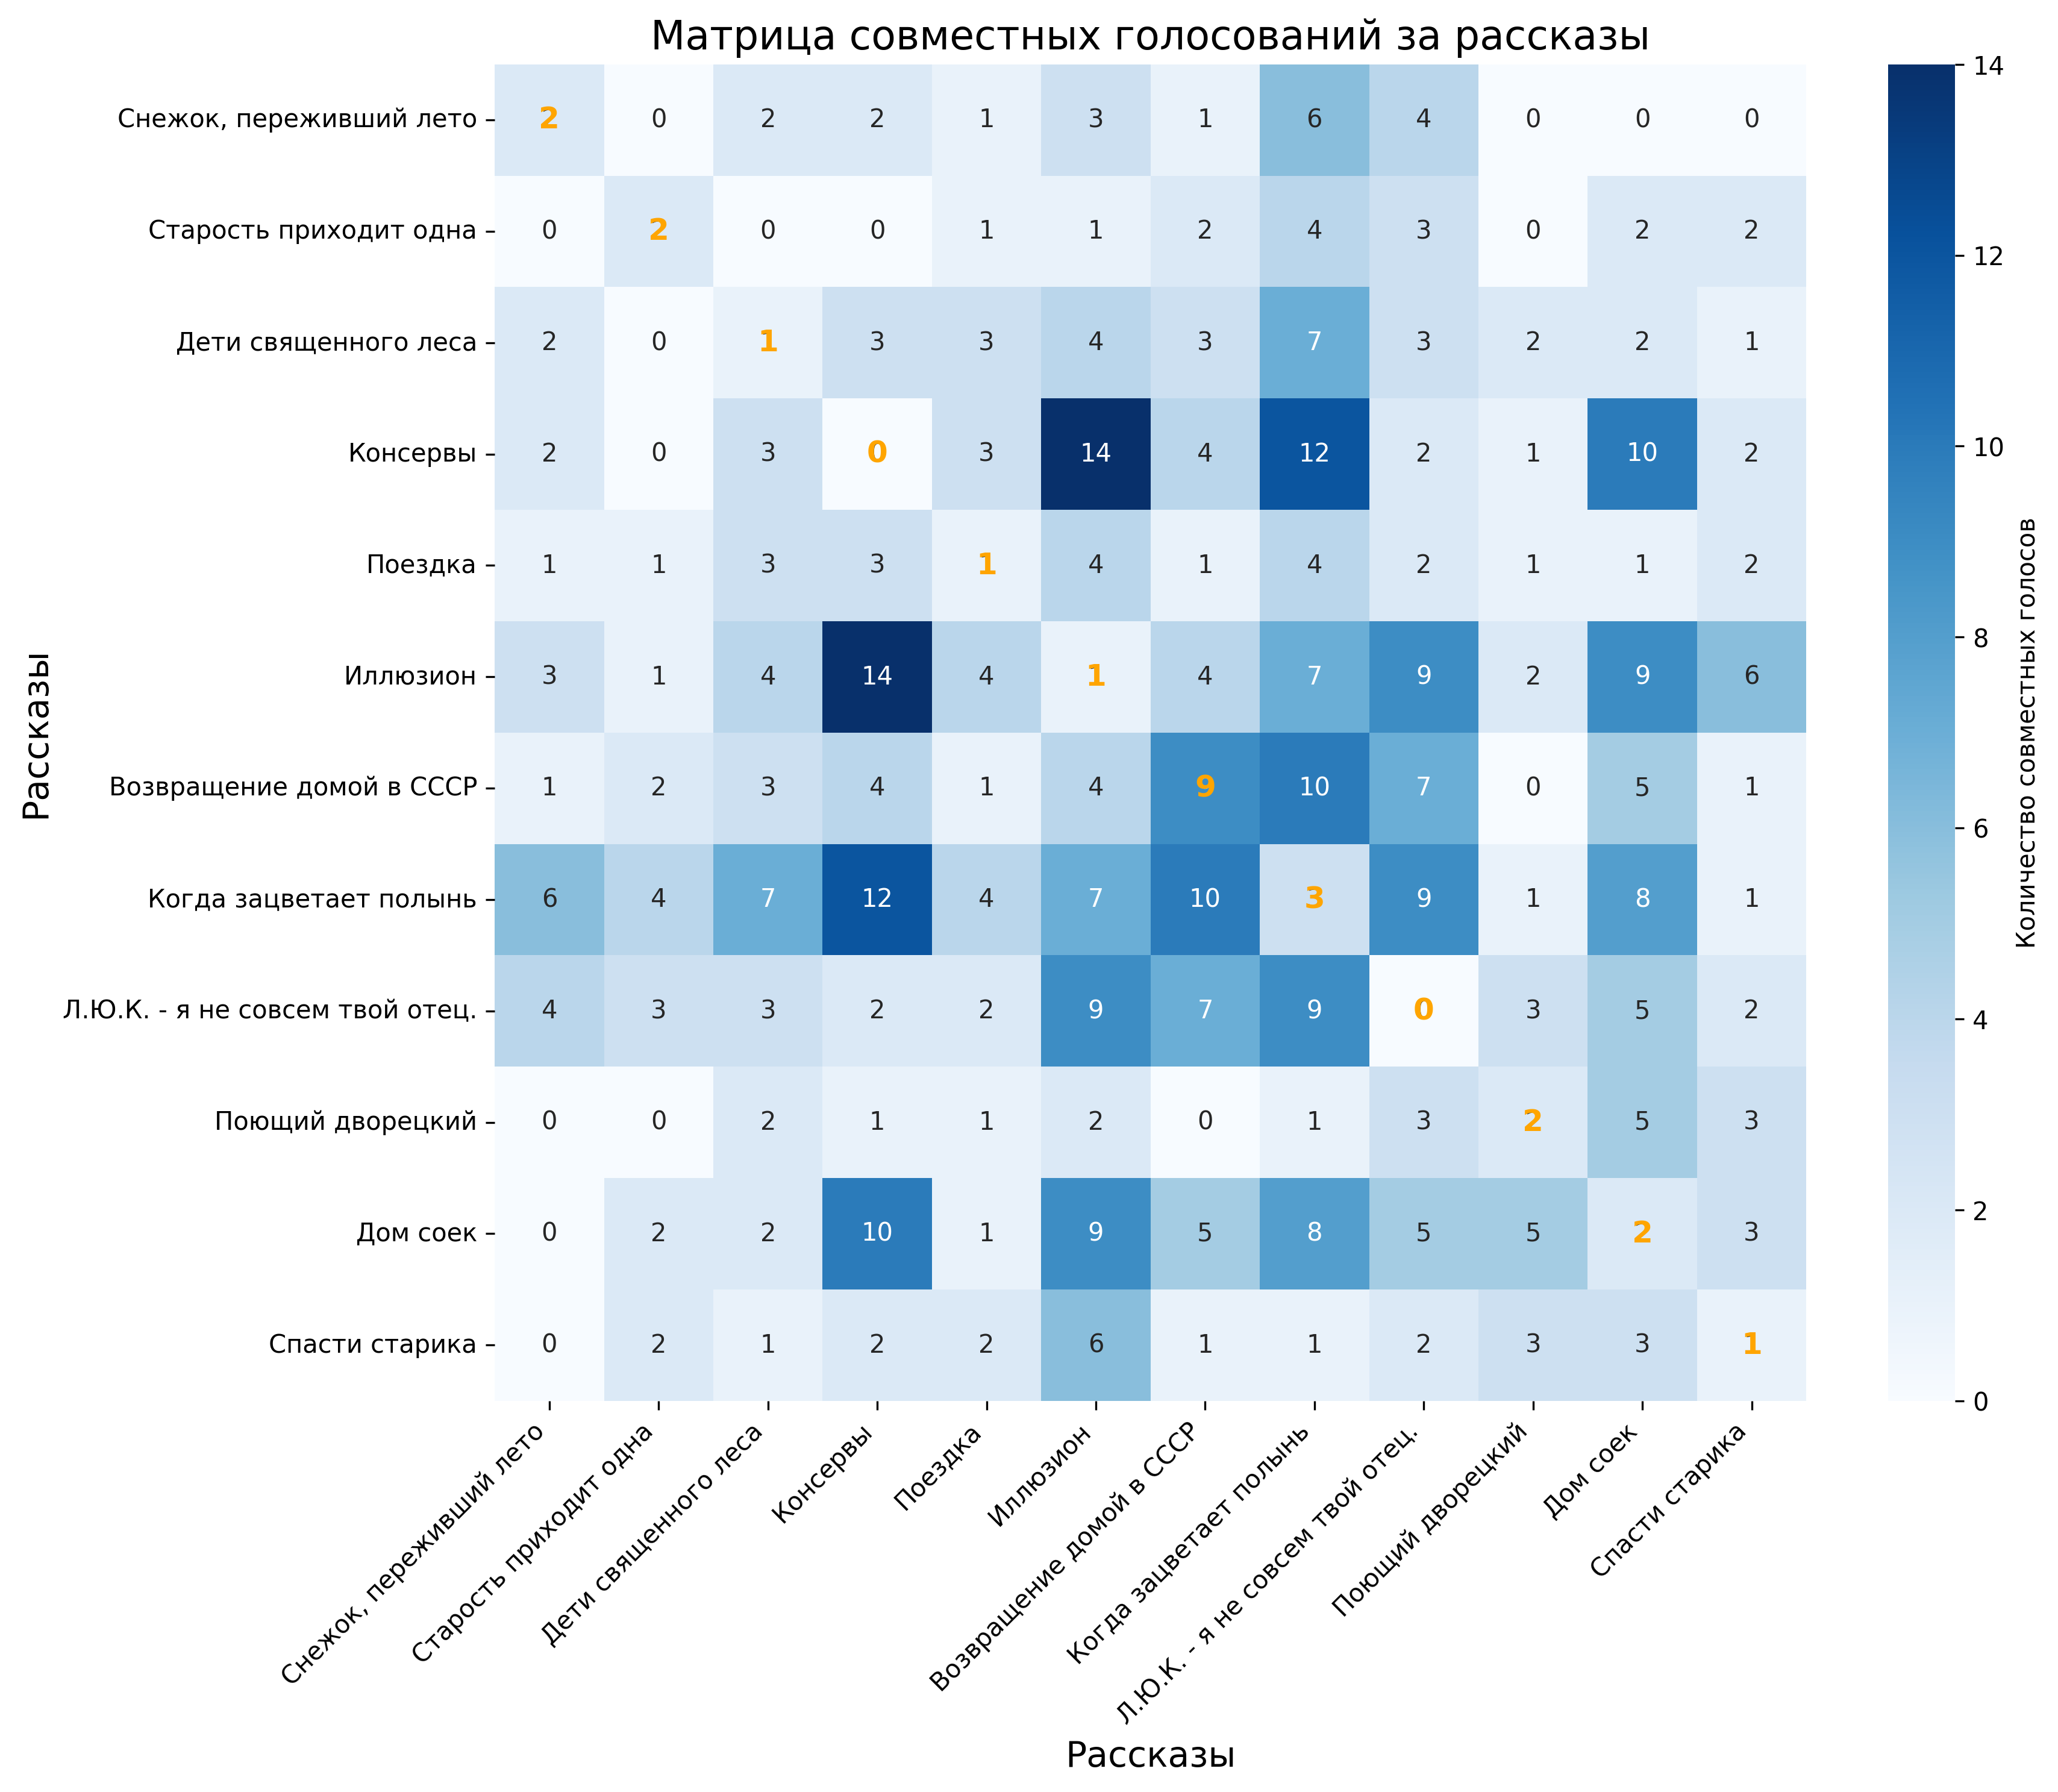 Матрица совместных голосований за рассказы
Снежок, переживший лето 2 0 2 2 1 3 1 6 4 0 0 0
Старость приходит одна 0 2 0 0 1 1 2 4 3 0 2 2
Дети священного леса 2 0 1 3 3 4 3 7 3 2 2 1
Консервы 2 0 3 0 3 14 4 12 2 1 10 2
Поездка 1 1 3 3 1 4 1 4 2 1 1 2
Иллюзион 3 1 4 14 4 1 4 7 9 2 9 6
Возвращение домой в СССР 1 2 3 4 1 4 9 10 7 0 5 1
Когда зацветает полынь 6 4 7 12 4 7 10 3 9 1 8 1
Л.Ю.К. - я не совсем твой отец. 4 3 3 2 2 9 7 9 0 3 5 2
Поющий дворецкий 0 0 2 1 1 2 0 1 3 2 5 3
Дом соек 0 2 2 10 1 9 5 8 5 5 2 3
Спасти старика 0 2 1 2 2 6 1 1 2 3 3 1
Рассказы
Снежок, переживший лето
Старость приходит одна
Дети священного леса
Консервы
Поездка
Иллюзион
Возвращение домой в СССР
Когда зацветает полынь
Л.Ю.К. - я не совсем твой отец.
Поющий дворецкий
Дом соек
Спасти старика
Рассказы
14
12
10
8
6
4
2
0
Количество совместных голосов